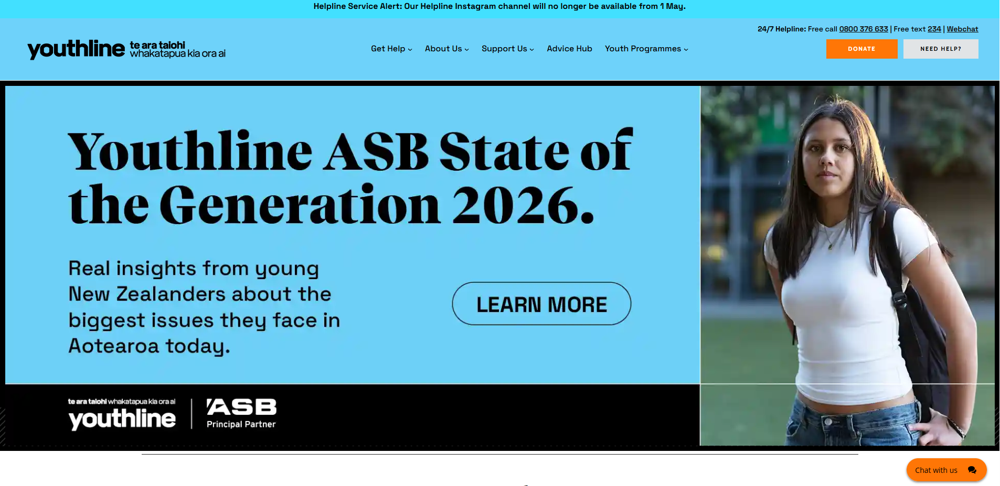 Helpline Service Alert: Our Helpline Instagram channel will no longer be available from 1 May.
24/7 Helpline: Free call 0800 376 633 | Free text 234 | Webchat
youthline te ara taiohi
whakatapua kia ora ai
Get Help About Us Support Us Advice Hub Youth Programmes
DONATE NEED HELP?
Youthline ASB State of
the Generation 2026.
Real insights from young
New Zealanders about the
biggest issues they face in
Aotearoa today.
LEARN MORE
te ara taiohi whakatapua kia ora ai
youthline
ASB
Principal Partner
Chat with us